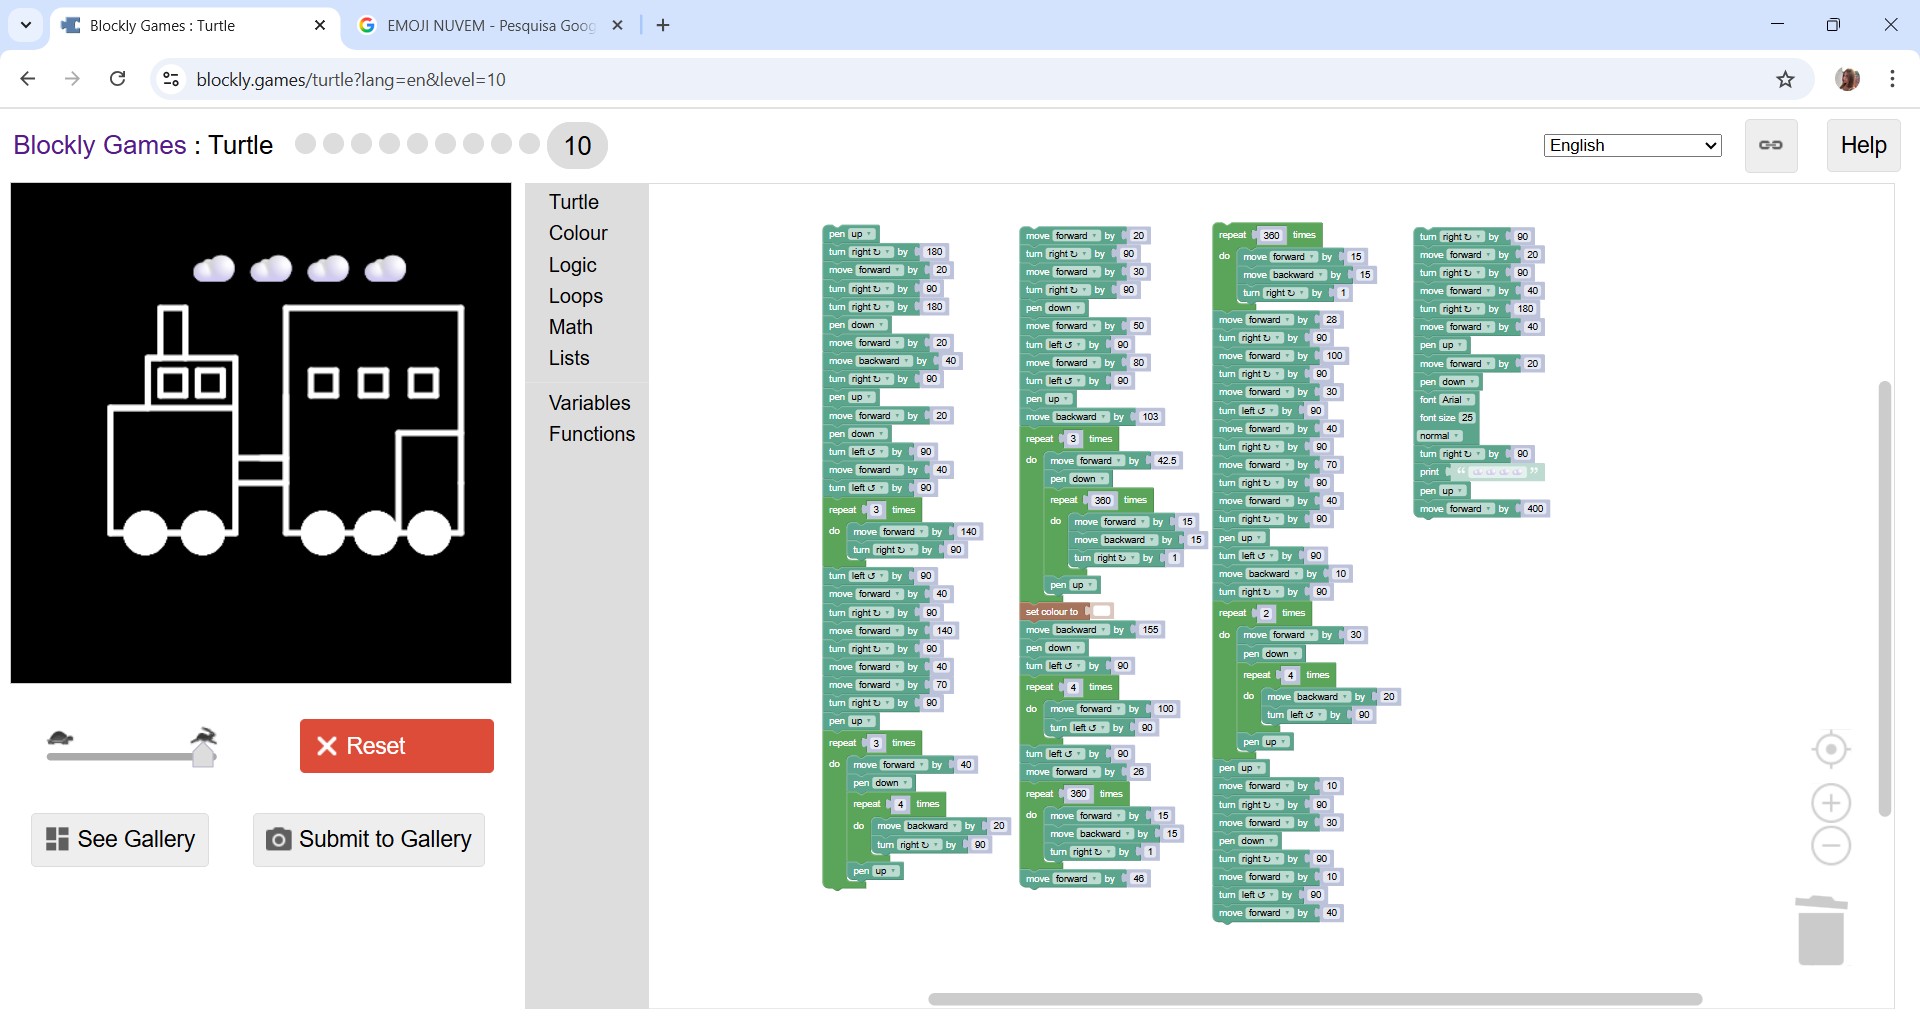 Blockly Games : Turtle
EMOJI NUVEM - Pesquisa Goog
blockly.games/turtle?lang=en&level=10
Blockly Games : Turtle
10
English
Help
Turtle
Colour
Logic
Loops
Math
Lists
Variables
Functions
Reset
See Gallery
Submit to Gallery
pen up
turn right ↻ by 180
move forward by 20
turn right ↻ by 90
turn right ↻ by 180
pen down
move forward by 20
move backward by 40
turn right ↻ by 90
pen up
move forward by 20
pen down
turn left ↺ by 90
move forward by 40
turn left ↺ by 90
repeat 3 times
do move forward by 140
turn right ↻ by 90
turn left ↺ by 90
move forward by 40
turn right ↻ by 90
move forward by 140
turn right ↻ by 90
move forward by 40
move forward by 70
turn right ↻ by 90
pen up
repeat 3 times
do move forward by 40
pen down
repeat 4 times
do move backward by 20
turn right ↻ by 90
pen up
move forward by 20
turn right ↻ by 90
move forward by 30
turn right ↻ by 90
pen down
move forward by 50
turn left ↺ by 90
move forward by 80
turn left ↺ by 90
pen up
move backward by 103
repeat 3 times
do move forward by 42.5
pen down
repeat 360 times
do move forward by 15
move backward by 15
turn right ↻ by 1
pen up
set colour to
move backward by 155
pen down
turn left ↺ by 90
repeat 4 times
do move forward by 100
turn left ↺ by 90
turn left ↺ by 90
move forward by 26
repeat 360 times
do move forward by 15
move backward by 15
turn right ↻ by 1
move forward by 46
repeat 360 times
do move forward by 15
move backward by 15
turn right ↻ by 1
move forward by 28
turn right ↻ by 90
move forward by 100
turn right ↻ by 90
move forward by 30
turn left ↺ by 90
move forward by 40
turn right ↻ by 90
move forward by 70
turn right ↻ by 90
move forward by 40
turn right ↻ by 90
pen up
turn left ↺ by 90
move backward by 10
turn right ↻ by 90
repeat 2 times
do move forward by 30
pen down
repeat 4 times
do move backward by 20
turn left ↺ by 90
pen up
pen up
move forward by 10
turn right ↻ by 90
move forward by 30
pen down
turn right ↻ by 90
move forward by 10
turn left ↺ by 90
move forward by 40
turn right ↻ by 90
move forward by 20
turn right ↻ by 90
move forward by 40
turn right ↻ by 180
move forward by 40
pen up
move forward by 20
pen down
font Arial
font size 25
normal
turn right ↻ by 90
print “ ☁️ ☁️ ☁️ ☁️ ”
pen up
move forward by 400